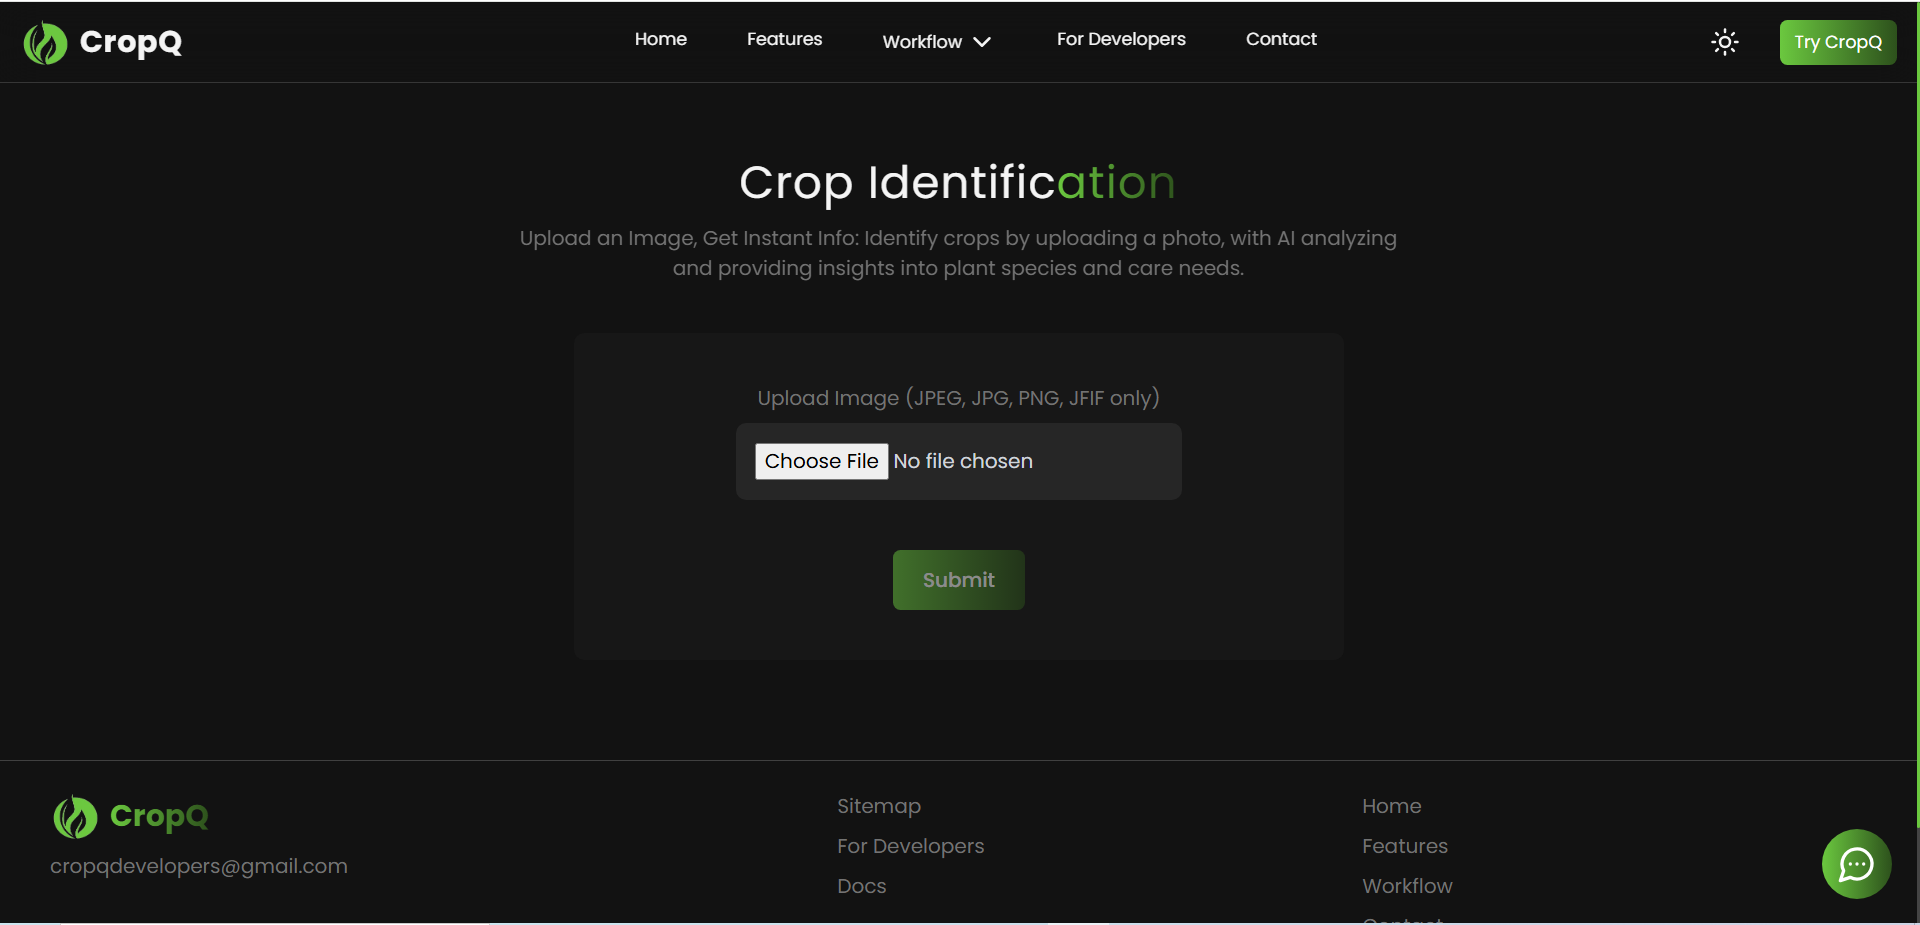 CropQ
Home
Features
Workflow
For Developers
Contact
Try CropQ
Crop Identification
Upload an Image, Get Instant Info: Identify crops by uploading a photo, with AI analyzing
and providing insights into plant species and care needs.
Upload Image (JPEG, JPG, PNG, JFIF only)
Choose File No file chosen
Submit
CropQ
cropqdevelopers@gmail.com
Sitemap
For Developers
Docs
Home
Features
Workflow